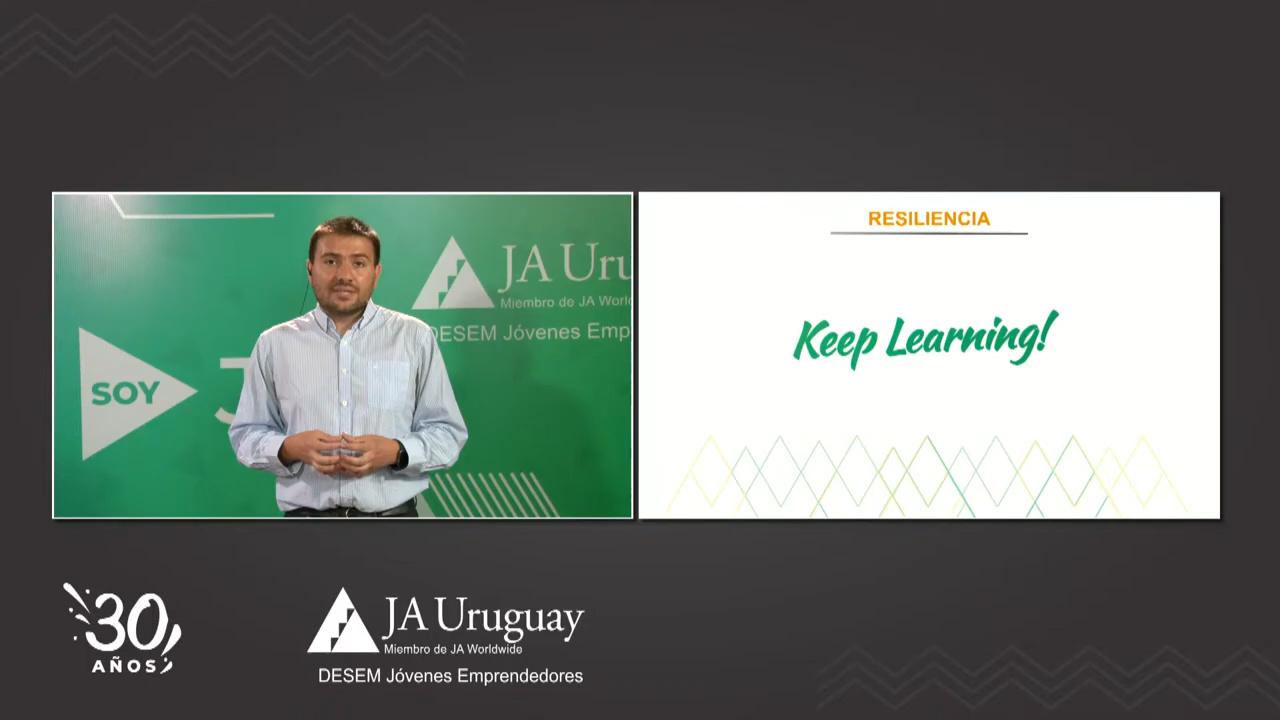 JA Uru
Miembro de JA World
DESEM Jóvenes Emp
SOY
J
RESILIENCIA
Keep Learning!
30
AÑOS
JA Uruguay
Miembro de JA Worldwide
DESEM Jóvenes Emprendedores